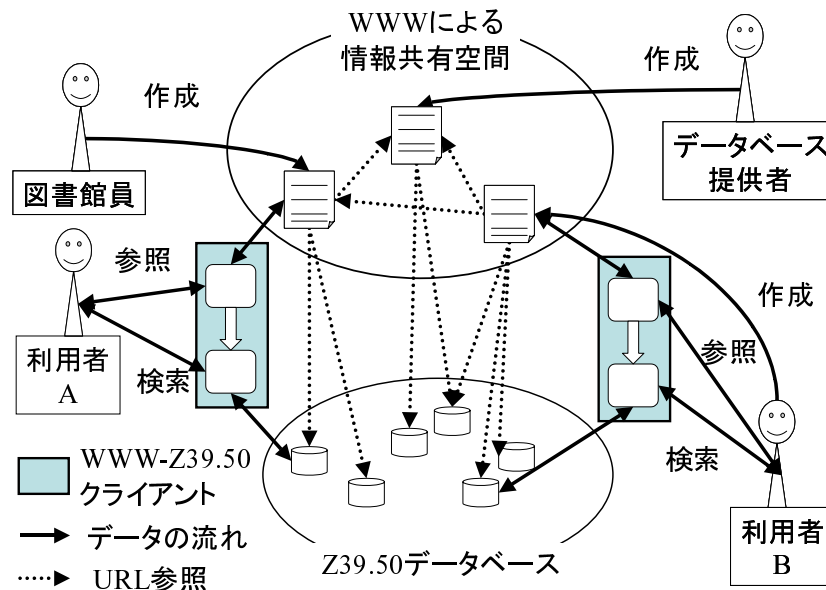 WWWによる
情報共有空間
作成
作成
図書館員
データベース
提供者
参照
利用者
A
検索
作成
参照
検索
利用者
B
WWW-Z39.50
クライアント
データの流れ
URL参照
Z39.50データベース